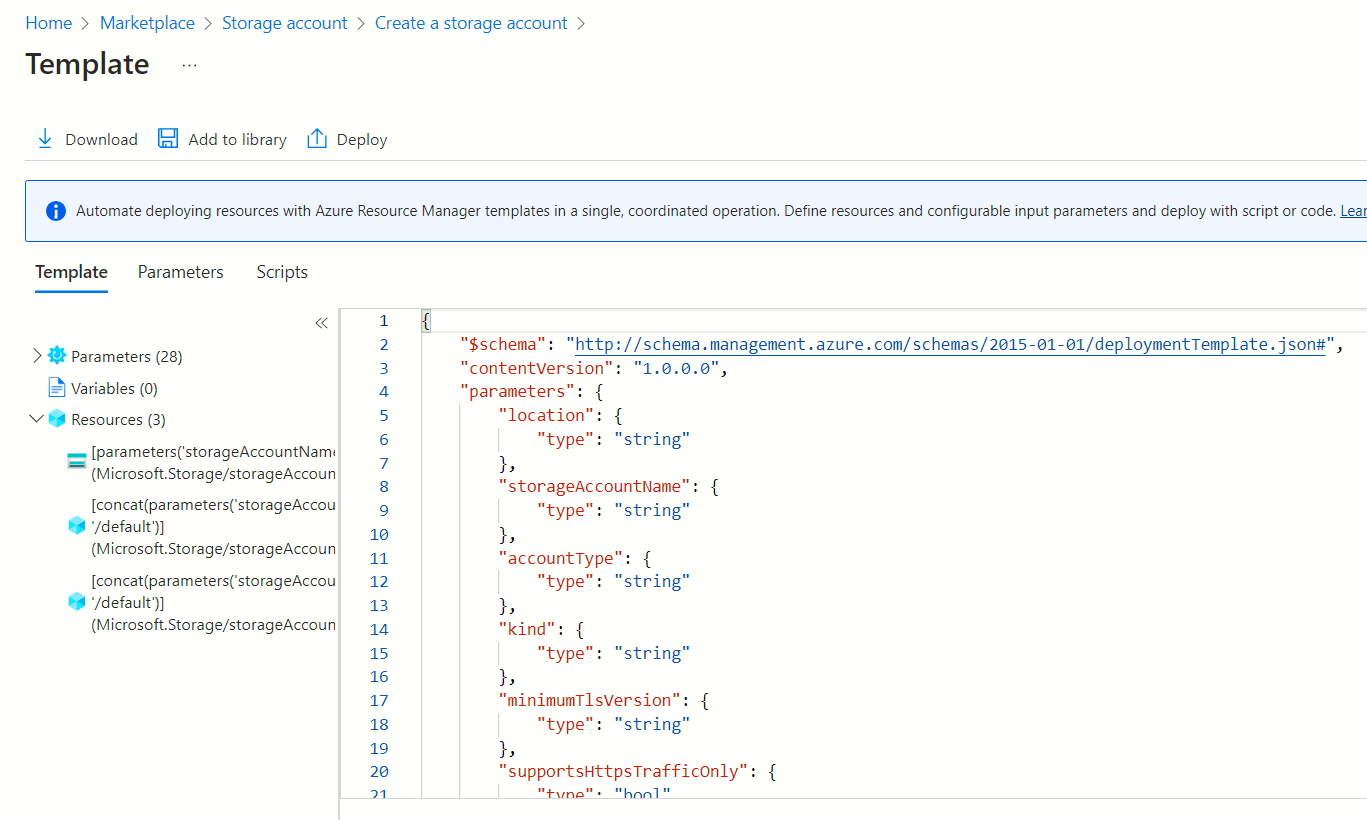 Home > Marketplace > Storage account > Create a storage account >
Template ...
Download Add to library Deploy
Automate deploying resources with Azure Resource Manager templates in a single, coordinated operation. Define resources and configurable input parameters and deploy with script or code. Lear
Template Parameters Scripts
«
Parameters (28)
Variables (0)
Resources (3)
[parameters('storageAccountName
(Microsoft.Storage/storageAccoun
[concat(parameters('storageAccou
'/default')]
(Microsoft.Storage/storageAccoun
[concat(parameters('storageAccou
'/default')]
(Microsoft.Storage/storageAccoun
1 {
2 "$schema": "http://schema.management.azure.com/schemas/2015-01-01/deploymentTemplate.json#",
3 "contentVersion": "1.0.0.0",
4 "parameters": {
5 "location": {
6 "type": "string"
7 },
8 "storageAccountName": {
9 "type": "string"
10 },
11 "accountType": {
12 "type": "string"
13 },
14 "kind": {
15 "type": "string"
16 },
17 "minimumTlsVersion": {
18 "type": "string"
19 },
20 "supportsHttpsTrafficOnly": {
21 "type": "bool"